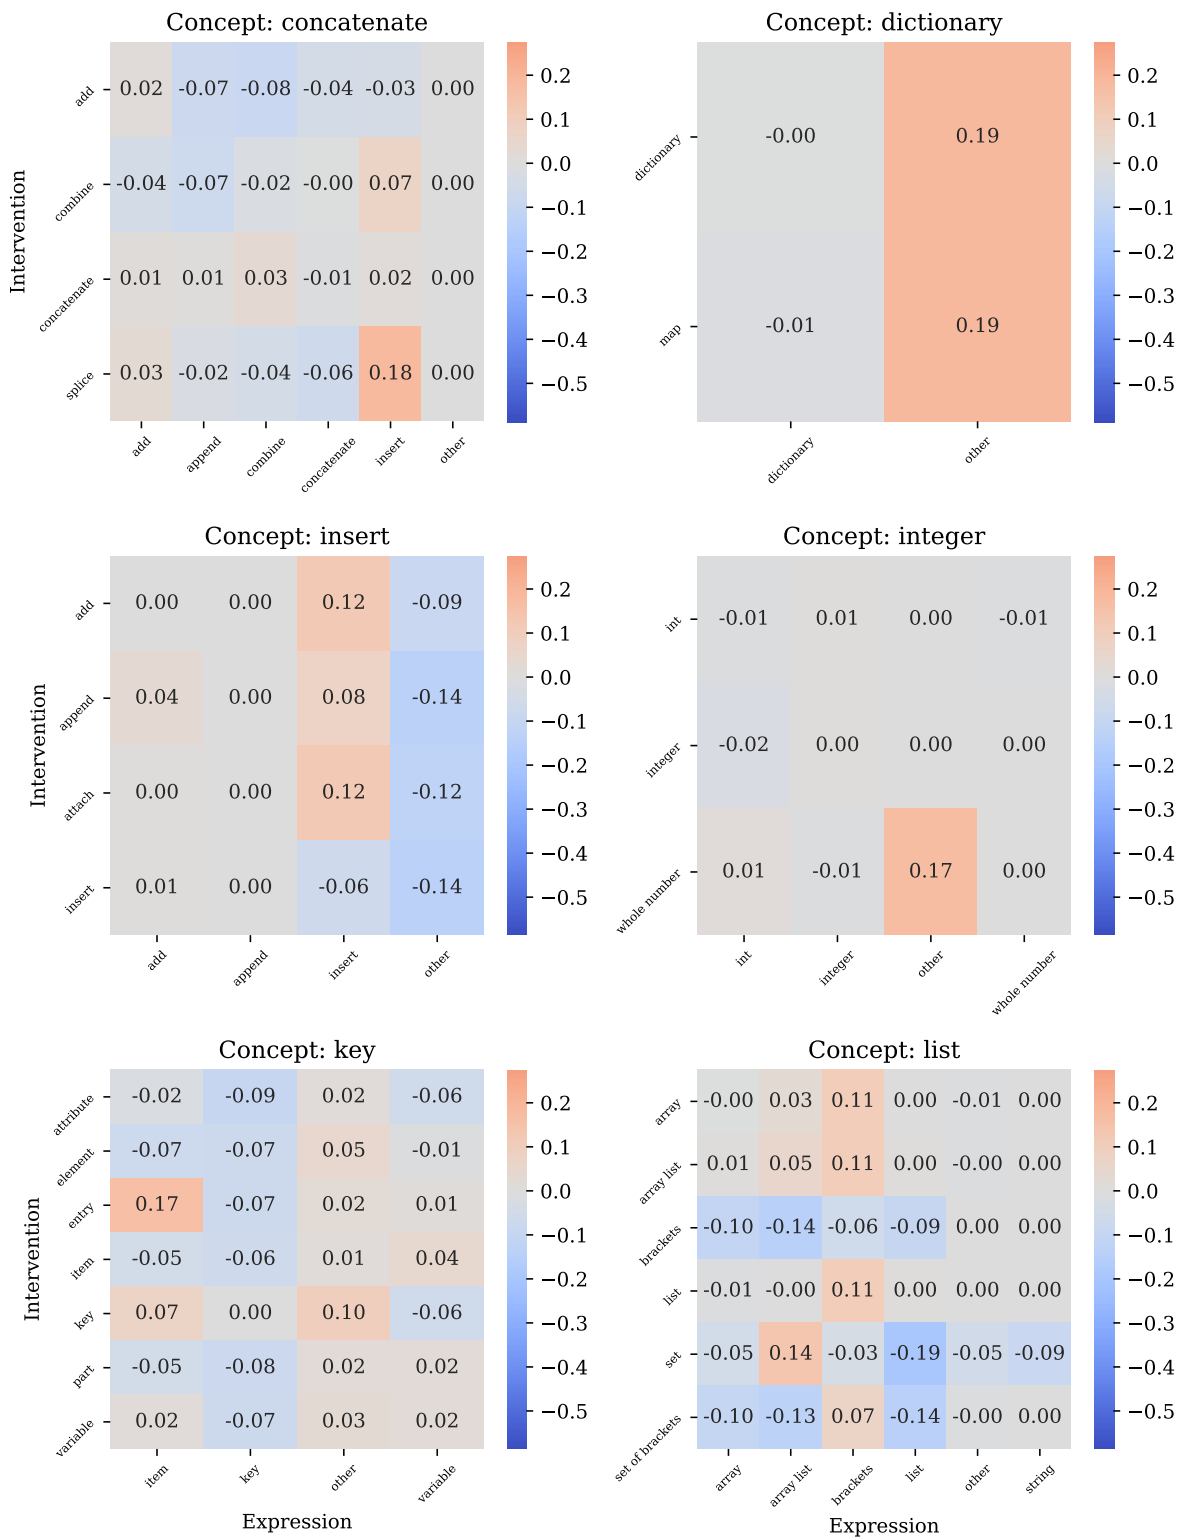 Concept: concatenate
Intervention
add 0.02 -0.07 -0.08 -0.04 -0.03 0.00
combine -0.04 -0.07 -0.02 -0.00 0.07 0.00
concatenate 0.01 0.01 0.03 -0.01 0.02 0.00
splice 0.03 -0.02 -0.04 -0.06 0.18 0.00
add append combine concatenate insert other
0.2
0.1
0.0
−0.1
−0.2
−0.3
−0.4
−0.5
Concept: dictionary
dictionary -0.00 0.19
map -0.01 0.19
dictionary other
0.2
0.1
0.0
−0.1
−0.2
−0.3
−0.4
−0.5
Concept: insert
Intervention
add 0.00 0.00 0.12 -0.09
append 0.04 0.00 0.08 -0.14
attach 0.00 0.00 0.12 -0.12
insert 0.01 0.00 -0.06 -0.14
add append insert other
0.2
0.1
0.0
−0.1
−0.2
−0.3
−0.4
−0.5
Concept: integer
int -0.01 0.01 0.00 -0.01
integer -0.02 0.00 0.00 0.00
whole number 0.01 -0.01 0.17 0.00
int integer other whole number
0.2
0.1
0.0
−0.1
−0.2
−0.3
−0.4
−0.5
Concept: key
Intervention
attribute -0.02 -0.09 0.02 -0.06
element -0.07 -0.07 0.05 -0.01
entry 0.17 -0.07 0.02 0.01
item -0.05 -0.06 0.01 0.04
key 0.07 0.00 0.10 -0.06
part -0.05 -0.08 0.02 0.02
variable 0.02 -0.07 0.03 0.02
item key other variable
Expression
0.2
0.1
0.0
−0.1
−0.2
−0.3
−0.4
−0.5
Concept: list
array -0.00 0.03 0.11 0.00 -0.01 0.00
array list 0.01 0.05 0.11 0.00 -0.00 0.00
brackets -0.10 -0.14 -0.06 -0.09 0.00 0.00
list -0.01 -0.00 0.11 0.00 0.00 0.00
set -0.05 0.14 -0.03 -0.19 -0.05 -0.09
set of brackets -0.10 -0.13 0.07 -0.14 -0.00 0.00
array array list brackets list other string
Expression
0.2
0.1
0.0
−0.1
−0.2
−0.3
−0.4
−0.5